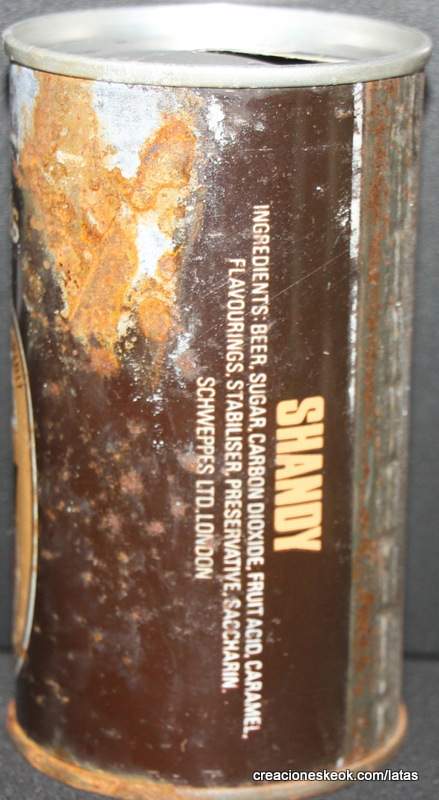 SHANDY
INGREDIENTS: BEER, SUGAR, CARBON DIOXIDE, FRUIT ACID, CARAMEL,
FLAVOURINGS, STABILISER, PRESERVATIVE, SACCHARIN.
SCHWEPPES LTD. LONDON
creacioneskeok.com/latas